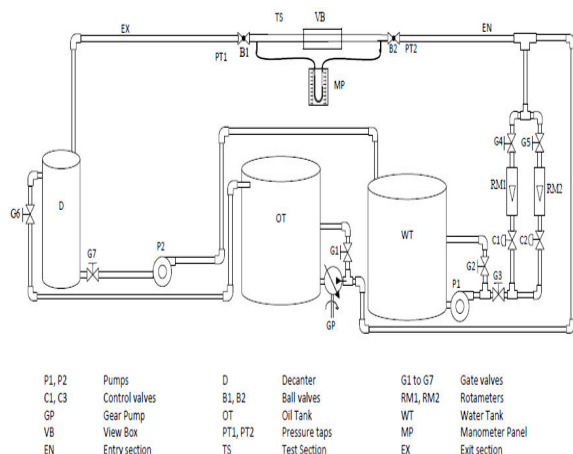 EX TS VB EN
PT1 B1 B2 PT2
MP
G4 G5
RM1 RM2
D
G6 OT WT
P2 C1 C2
G7 G1 G2
P1 G3
GP
P1, P2 Pumps D Decanter G1 to G7 Gate valves
C1, C3 Control valves B1, B2 Ball valves RM1, RM2 Rotameters
GP Gear Pump OT Oil Tank WT Water Tank
VB View Box PT1, PT2 Pressure taps MP Manometer Panel
EN Entry section TS Test Section EX Exit section